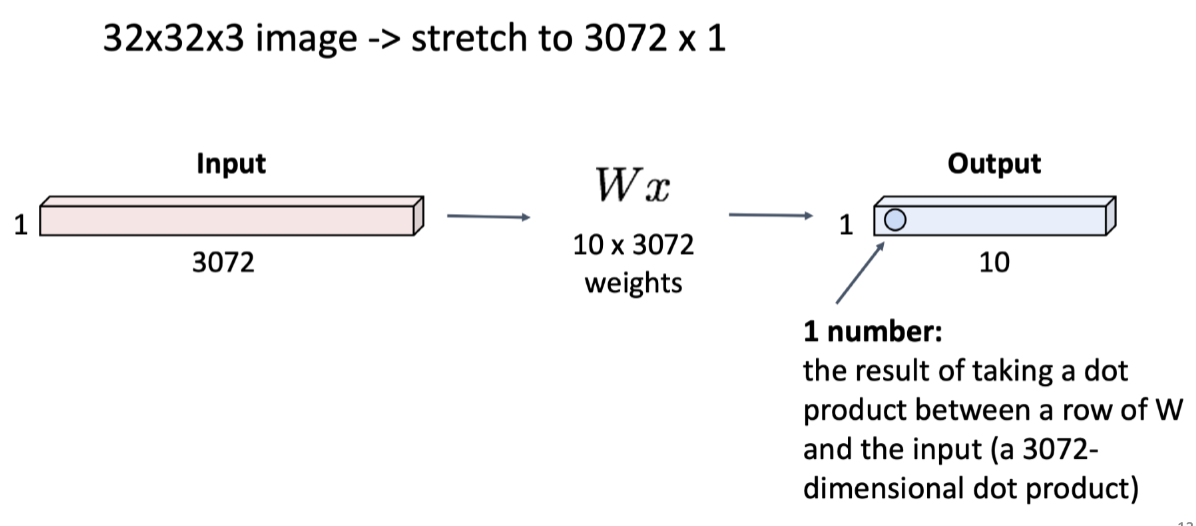 32x32x3 image -> stretch to 3072 x 1
Input
1
3072
Wx
10 x 3072
weights
Output
1
10
1 number:
the result of taking a dot
product between a row of W
and the input (a 3072-
dimensional dot product)